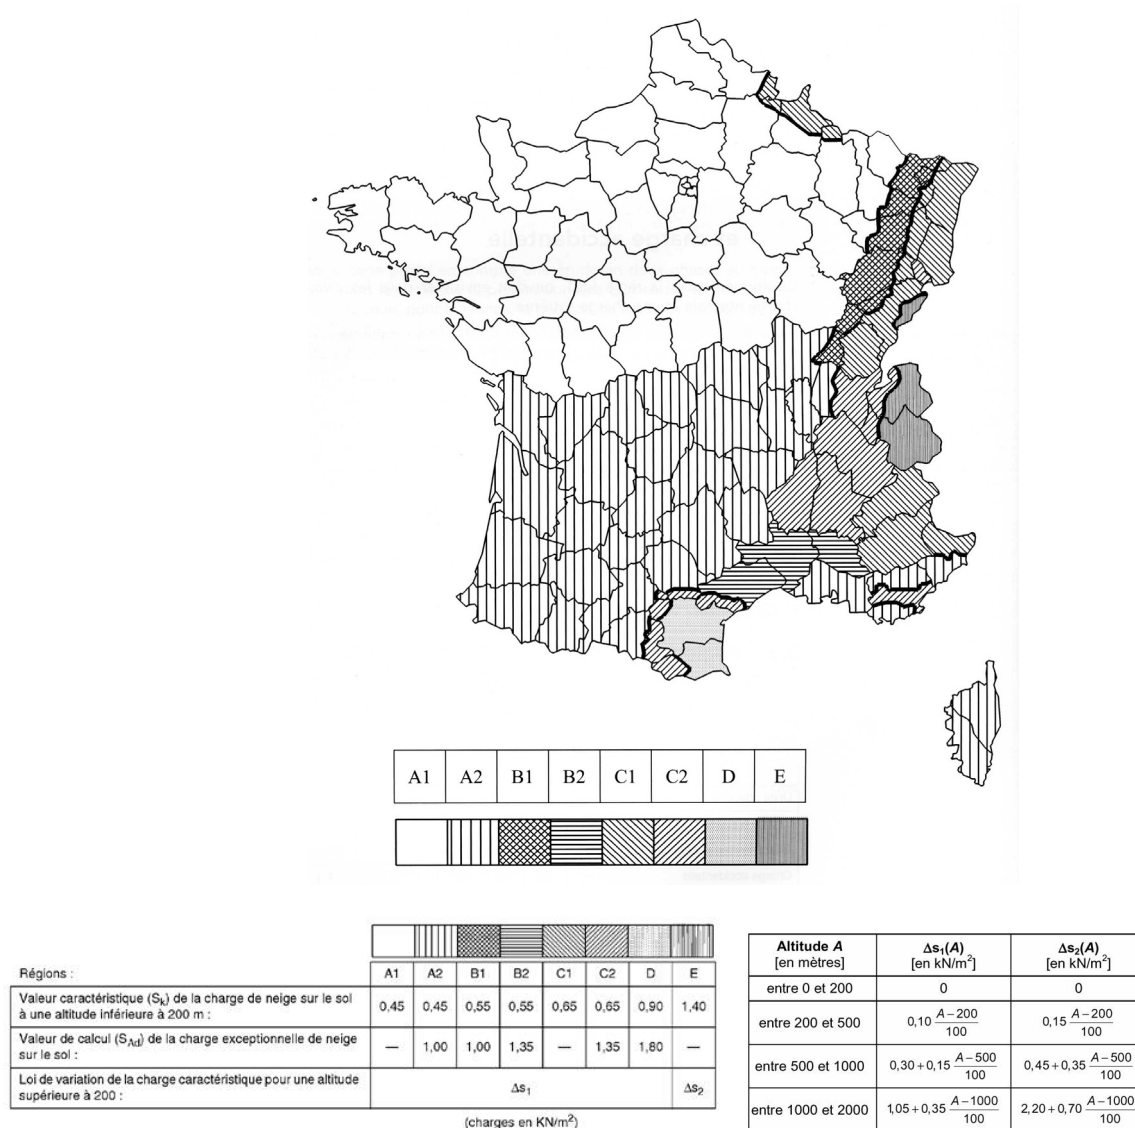 A1 A2 B1 B2 C1 C2 D E
Régions : A1 A2 B1 B2 C1 C2 D E
Valeur caractéristique (Sk) de la charge de neige sur le sol
à une altitude inférieure à 200 m : 0,45 0,45 0,55 0,55 0,65 0,65 0,90 1,40
Valeur de calcul (SAd) de la charge exceptionnelle de neige
sur le sol : — 1,00 1,00 1,35 — 1,35 1,80 —
Loi de variation de la charge caractéristique pour une altitude
supérieure à 200 : Δs1 Δs2
(charges en KN/m²)
Altitude A Δs1(A) Δs2(A)
[en mètres] [en kN/m²] [en kN/m²]
entre 0 et 200 0 0
entre 200 et 500 0,10 A−200/100 0,15 A−200/100
entre 500 et 1000 0,30+0,15 A−500/100 0,45+0,35 A−500/100
entre 1000 et 2000 1,05+0,35 A−1000/100 2,20+0,70 A−1000/100